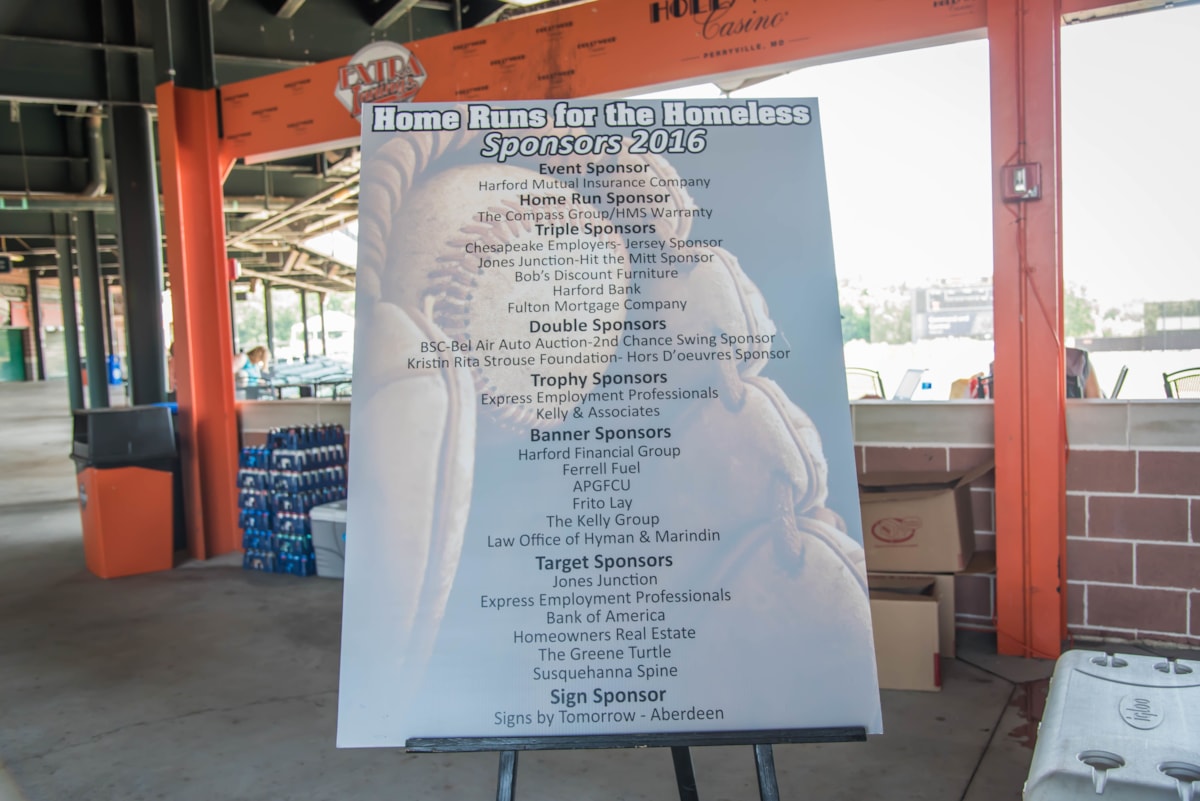 HOLLYWOOD
Casino
PERRYVILLE, MD
EXTRA
Home Runs for the Homeless
Sponsors 2016
Event Sponsor
Harford Mutual Insurance Company
Home Run Sponsor
The Compass Group/HMS Warranty
Triple Sponsors
Chesapeake Employers- Jersey Sponsor
Jones Junction-Hit the Mitt Sponsor
Bob's Discount Furniture
Harford Bank
Fulton Mortgage Company
Double Sponsors
BSC-Bel Air Auto Auction-2nd Chance Swing Sponsor
Kristin Rita Strouse Foundation- Hors D'oeuvres Sponsor
Trophy Sponsors
Express Employment Professionals
Kelly & Associates
Banner Sponsors
Harford Financial Group
Ferrell Fuel
APGFCU
Frito Lay
The Kelly Group
Law Office of Hyman & Marindin
Target Sponsors
Jones Junction
Express Employment Professionals
Bank of America
Homeowners Real Estate
The Greene Turtle
Susquehanna Spine
Sign Sponsor
Signs by Tomorrow - Aberdeen
igloo